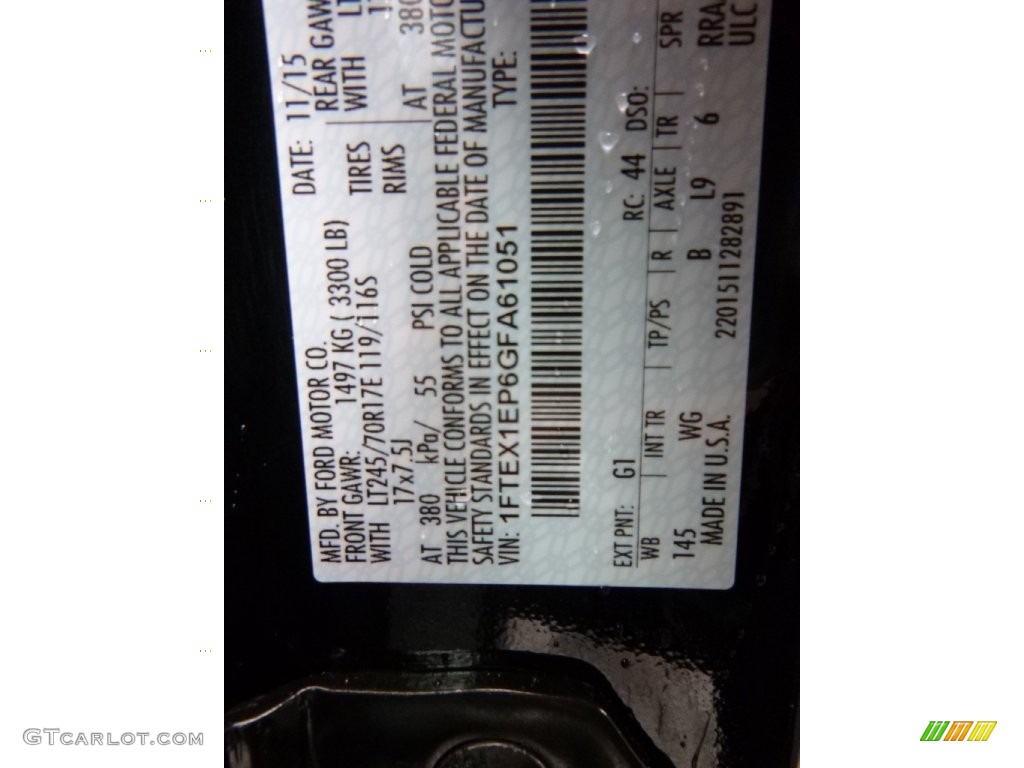 MFD. BY FORD MOTOR CO. DATE: 11/15
FRONT GAWR: 1497 KG ( 3300 LB) REAR GAW
WITH LT245/70R17E 119/116S TIRES WITH LT
17x7.5J RIMS
AT 380 kPa/ 55 PSI COLD AT 380
THIS VEHICLE CONFORMS TO ALL APPLICABLE FEDERAL MOTO
SAFETY STANDARDS IN EFFECT ON THE DATE OF MANUFACTU
VIN: 1FTEX1EP6GFA61051 TYPE:
EXT PNT: G1 RC: 44 DSO:
WB INT TR TP/PS R AXLE TR SPR
145 WG B L9 6 RRA
MADE IN U.S.A. 2201511282891 ULC
GTCARLOT.COM